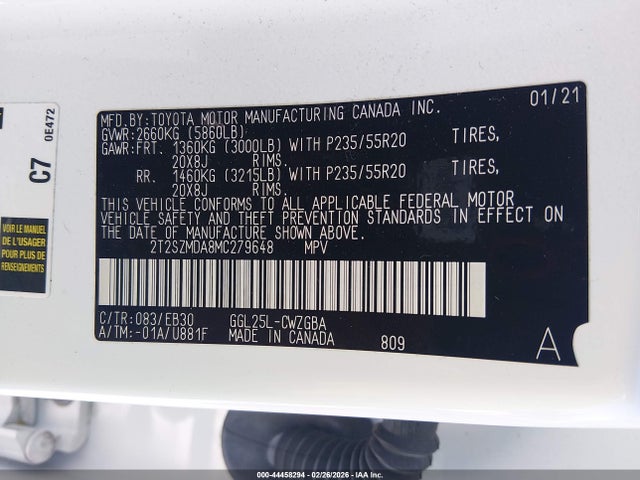 MFD.BY:TOYOTA MOTOR MANUFACTURING CANADA INC. 01/21
GVWR:2660KG (5860LB)
GAWR:FRT. 1360KG (3000LB) WITH P235/55R20 TIRES,
20X8J RIMS.
RR. 1460KG (3215LB) WITH P235/55R20 TIRES,
20X8J RIMS.
THIS VEHICLE CONFORMS TO ALL APPLICABLE FEDERAL MOTOR
VEHICLE SAFETY AND THEFT PREVENTION STANDARDS IN EFFECT ON
THE DATE OF MANUFACTURE SHOWN ABOVE.
2T2SZMDA8MC279648 MPV
C/TR:083/EB30 GGL25L-CWZGBA
A/TM:-01A/U881F MADE IN CANADA 809 A
C7
0E472
VOIR LE MANUEL
DE L'USAGER
POUR PLUS DE
RENSEIGNEMENTS
000-44458294 | 02/26/2026 - IAA, Inc.